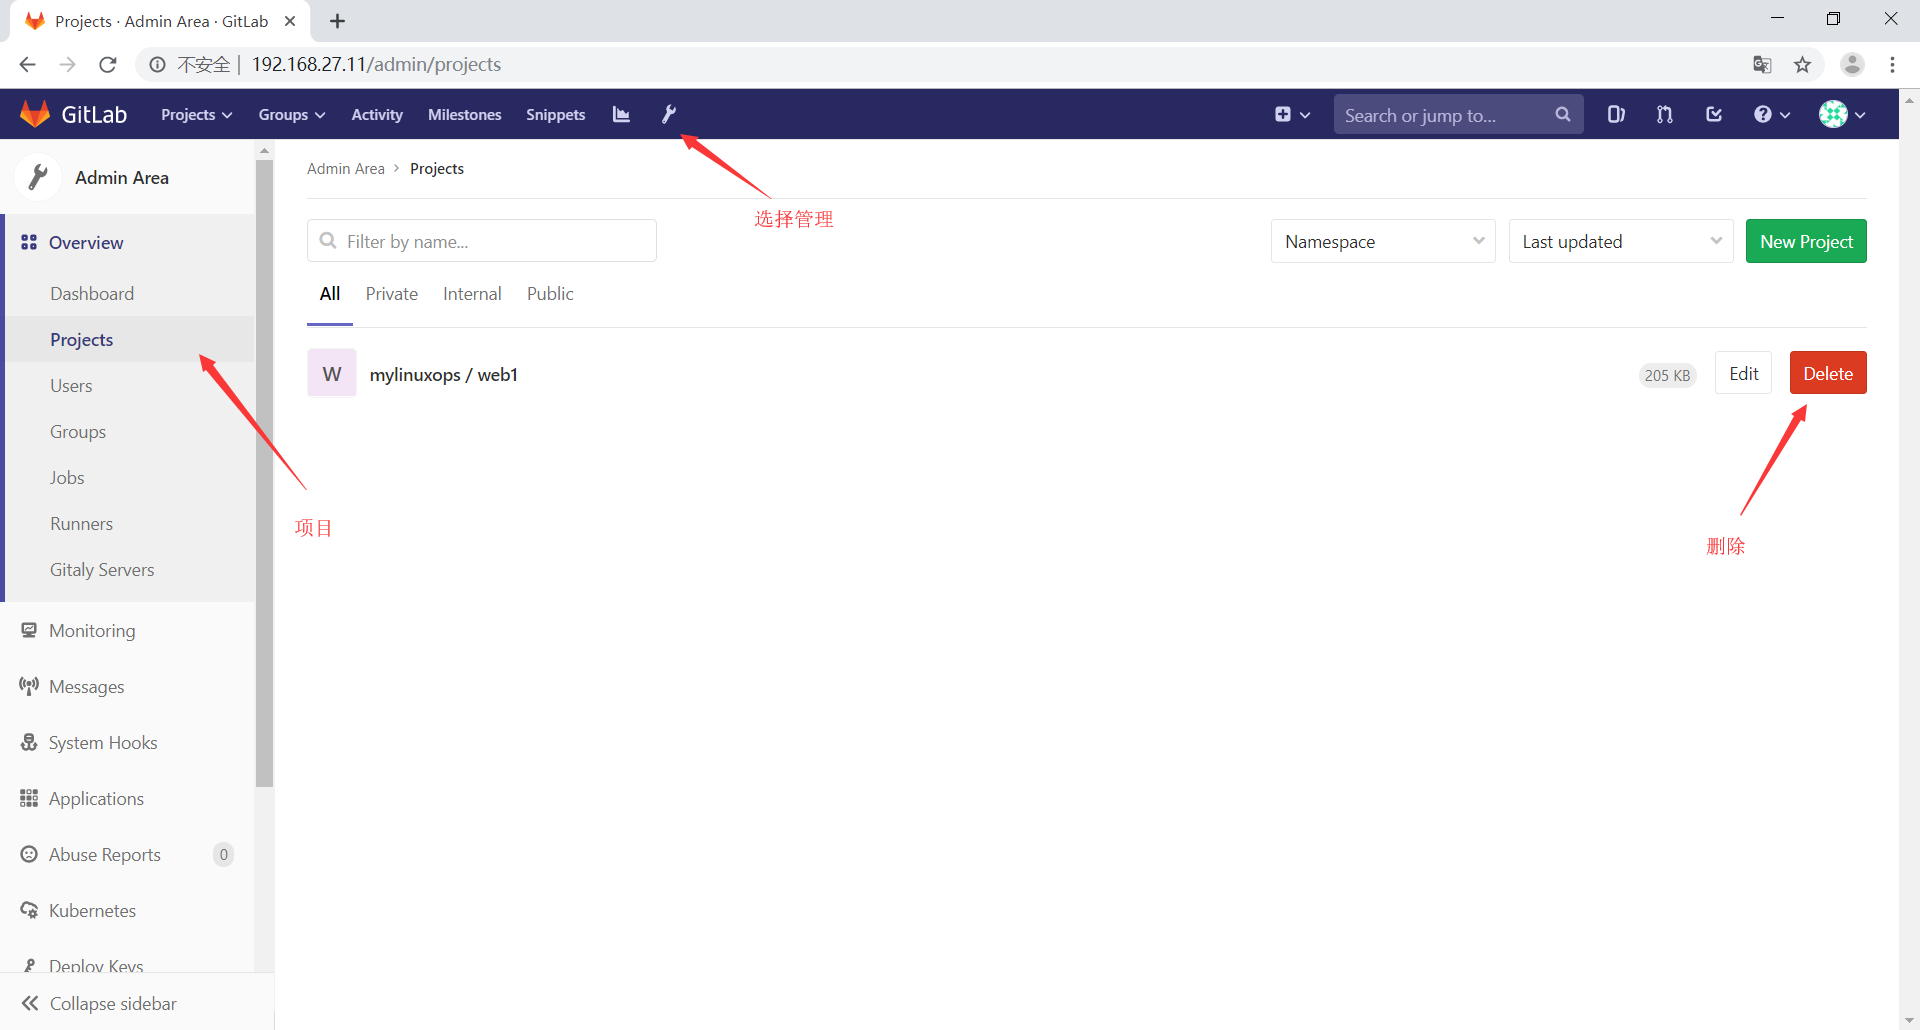 Projects · Admin Area · GitLab
不安全 | 192.168.27.11/admin/projects
GitLab Projects Groups Activity Milestones Snippets Search or jump to...
Admin Area
Admin Area › Projects
选择管理
Filter by name...
Namespace Last updated New Project
Overview
Dashboard
All Private Internal Public
Projects
W mylinuxops / web1 205 KB Edit Delete
Users
Groups
Jobs
Runners
项目
删除
Gitaly Servers
Monitoring
Messages
System Hooks
Applications
Abuse Reports 0
Kubernetes
Deploy Keys
Collapse sidebar